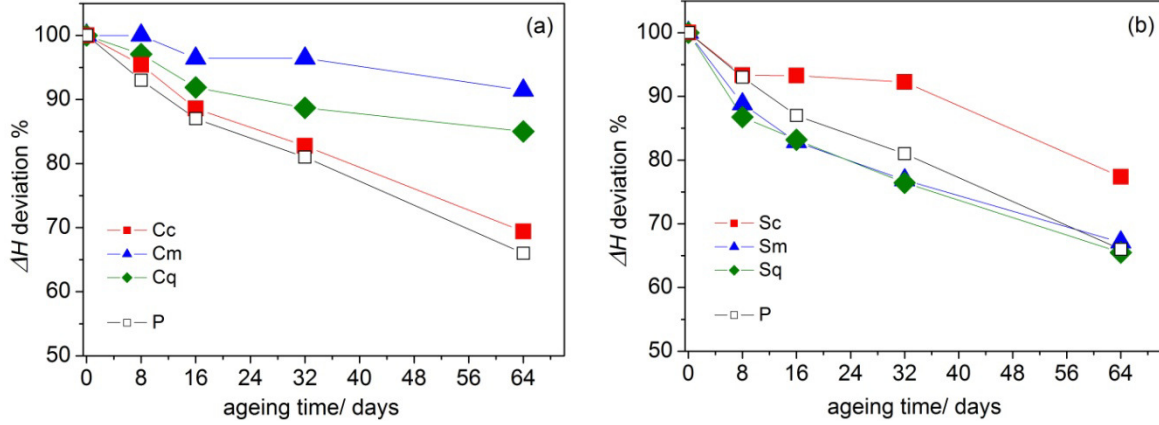 (a)
100
90
80
70
60
50
ΔH deviation %
Cc
Cm
Cq
P
0 8 16 24 32 40 48 56 64
ageing time/ days
(b)
100
90
80
70
60
50
ΔH deviation %
Sc
Sm
Sq
P
0 8 16 24 32 40 48 56 64
ageing time/ days